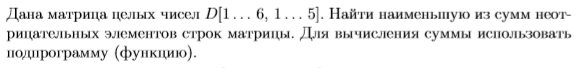 Дана матрица целых чисел D[1... 6, 1... 5]. Найти наименьшую из сумм неот-
рицательных элементов строк матрицы. Для вычисления суммы использовать
подпрограмму (функцию).